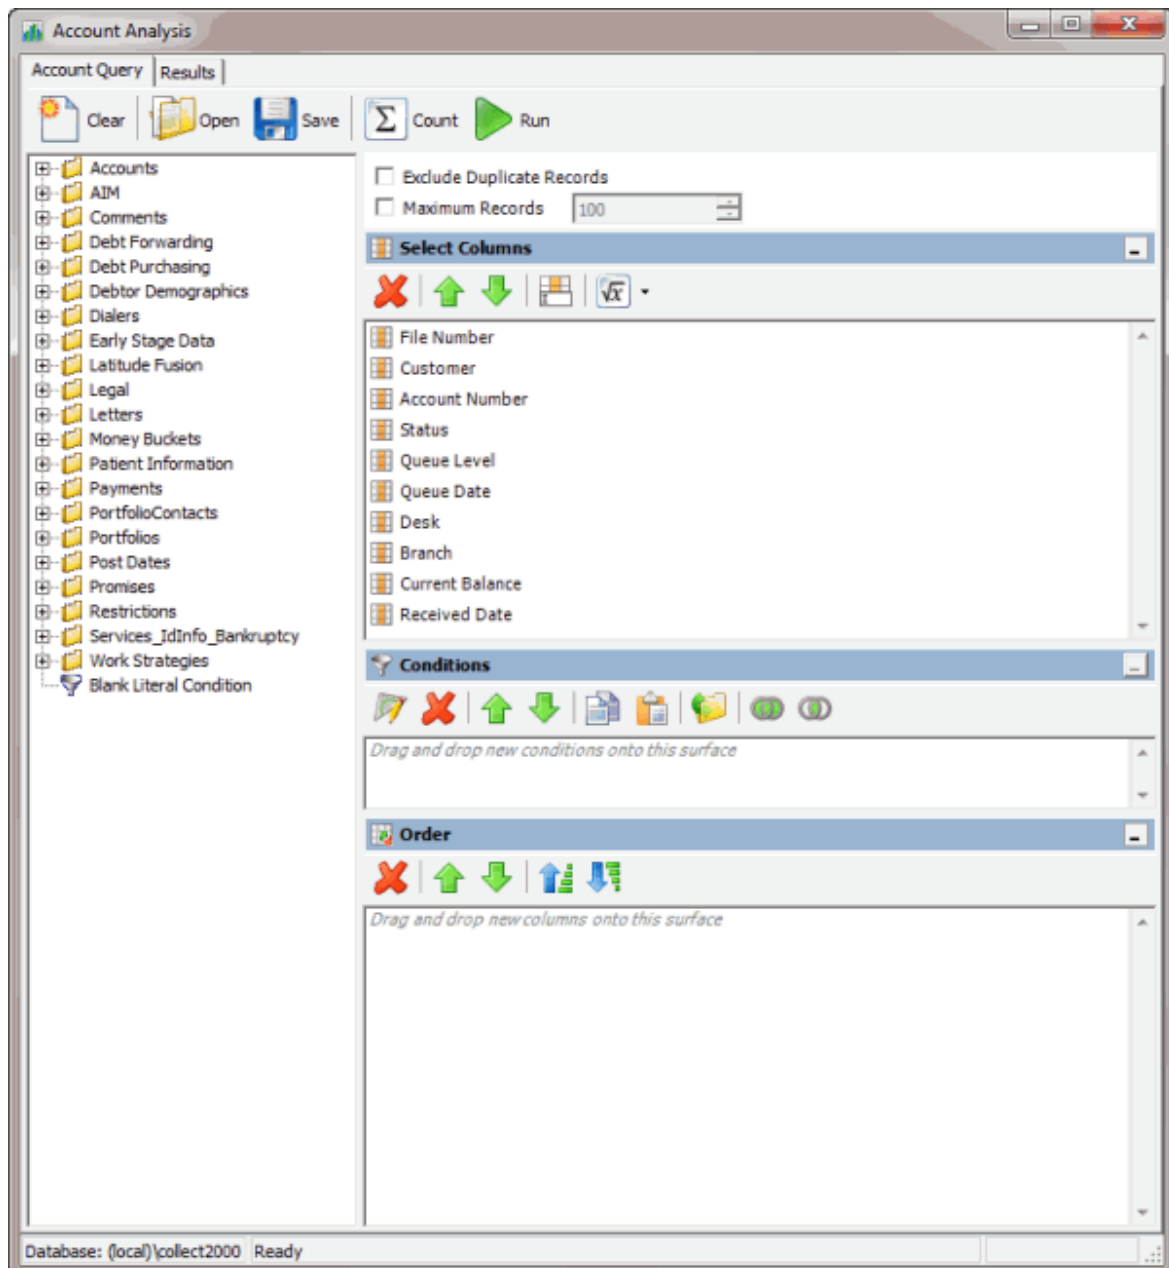 Account Analysis
Account Query Results
Clear Open Save Σ Count Run
Accounts
AIM
Comments
Debt Forwarding
Debt Purchasing
Debtor Demographics
Dialers
Early Stage Data
Latitude Fusion
Legal
Letters
Money Buckets
Patient Information
Payments
PortfolioContacts
Portfolios
Post Dates
Promises
Restrictions
Services_IdInfo_Bankruptcy
Work Strategies
Blank Literal Condition
Exclude Duplicate Records
Maximum Records 100
Select Columns
√x
File Number
Customer
Account Number
Status
Queue Level
Queue Date
Desk
Branch
Current Balance
Received Date
Conditions
Drag and drop new conditions onto this surface
Order
Drag and drop new columns onto this surface
Database: (local)\collect2000 Ready